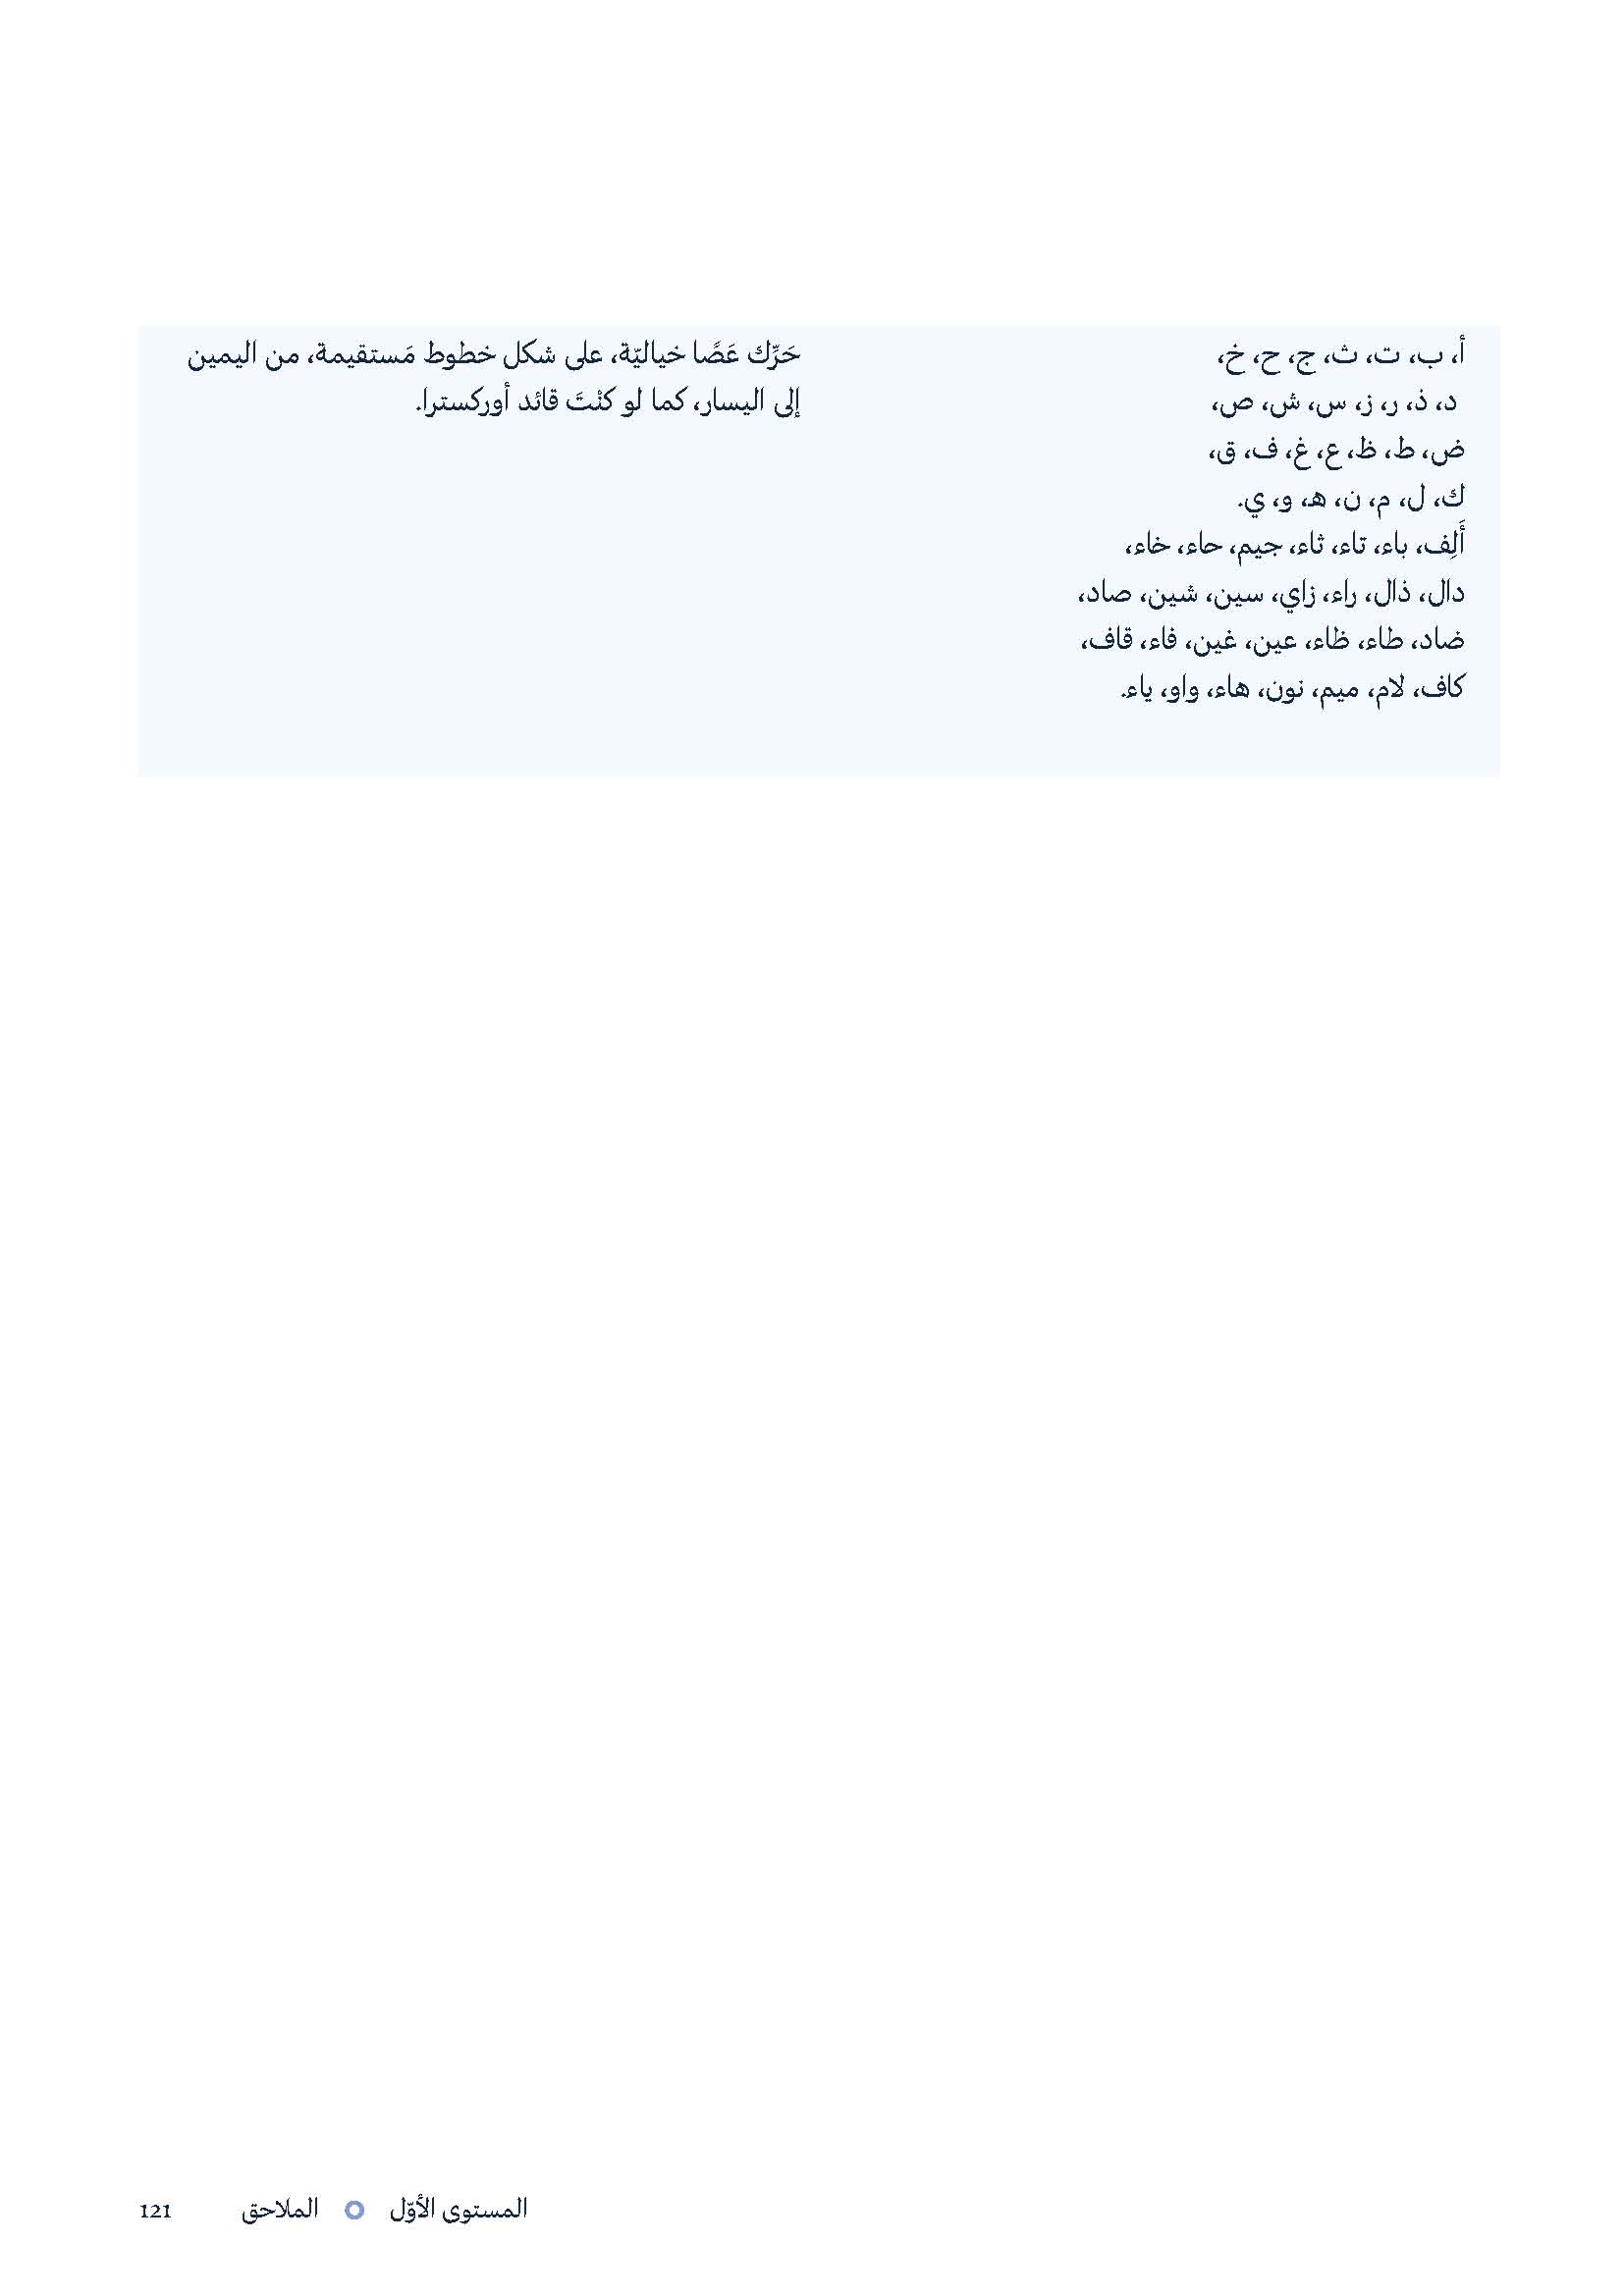 أ، ب، ت، ث، ج، ح، خ،
د، ذ، ر، ز، س، ش، ص،
ض، ط، ظ، ع، غ، ف، ق،
ك، ل، م، ن، هـ، و، ي.
أَلِف، باء، تاء، ثاء، جيم، حاء، خاء،
دال، ذال، راء، زاي، سين، شين، صاد،
ضاد، طاء، ظاء، عين، غين، فاء، قاف،
كاف، لام، ميم، نون، هاء، واو، ياء.
حَرِّك عَصًا خياليّة، على شكل خطوط مَستقيمة، من اليمين
إلى اليسار، كما لو كنْتَ قائد أوركسترا.
المستوى الأوّل الملاحق 121